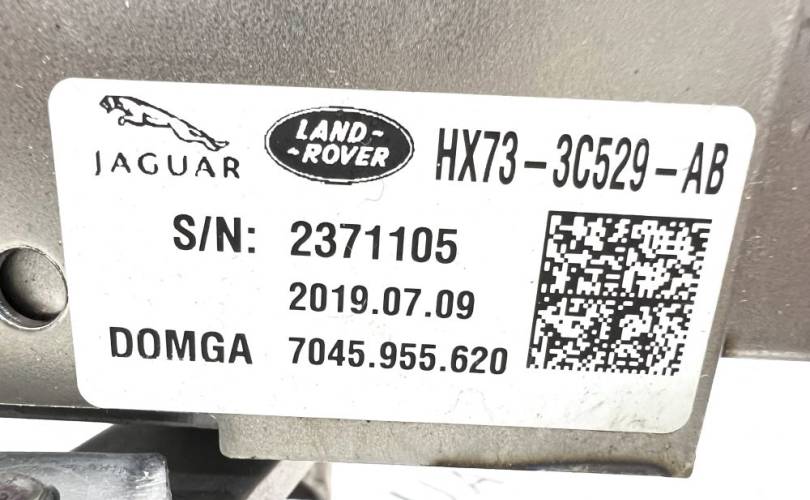 JAGUAR LAND-ROVER HX73-3C529-AB
S/N: 2371105
2019.07.09
DOMGA 7045.955.620